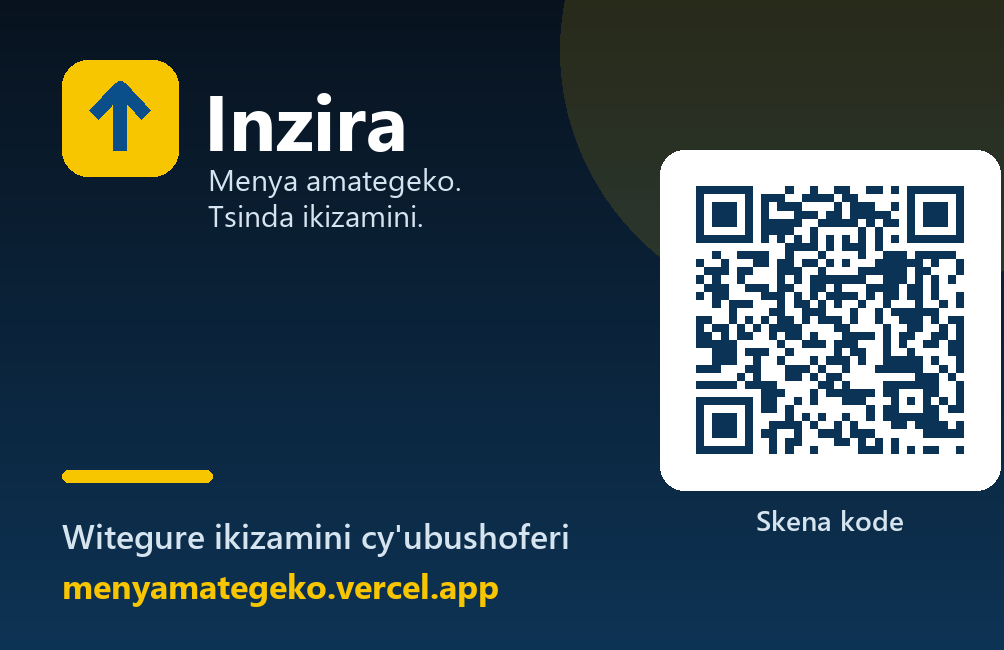 Inzira
Menya amategeko.
Tsinda ikizamini.
Skena kode
Witegure ikizamini cy'ubushoferi
menyamategeko.vercel.app